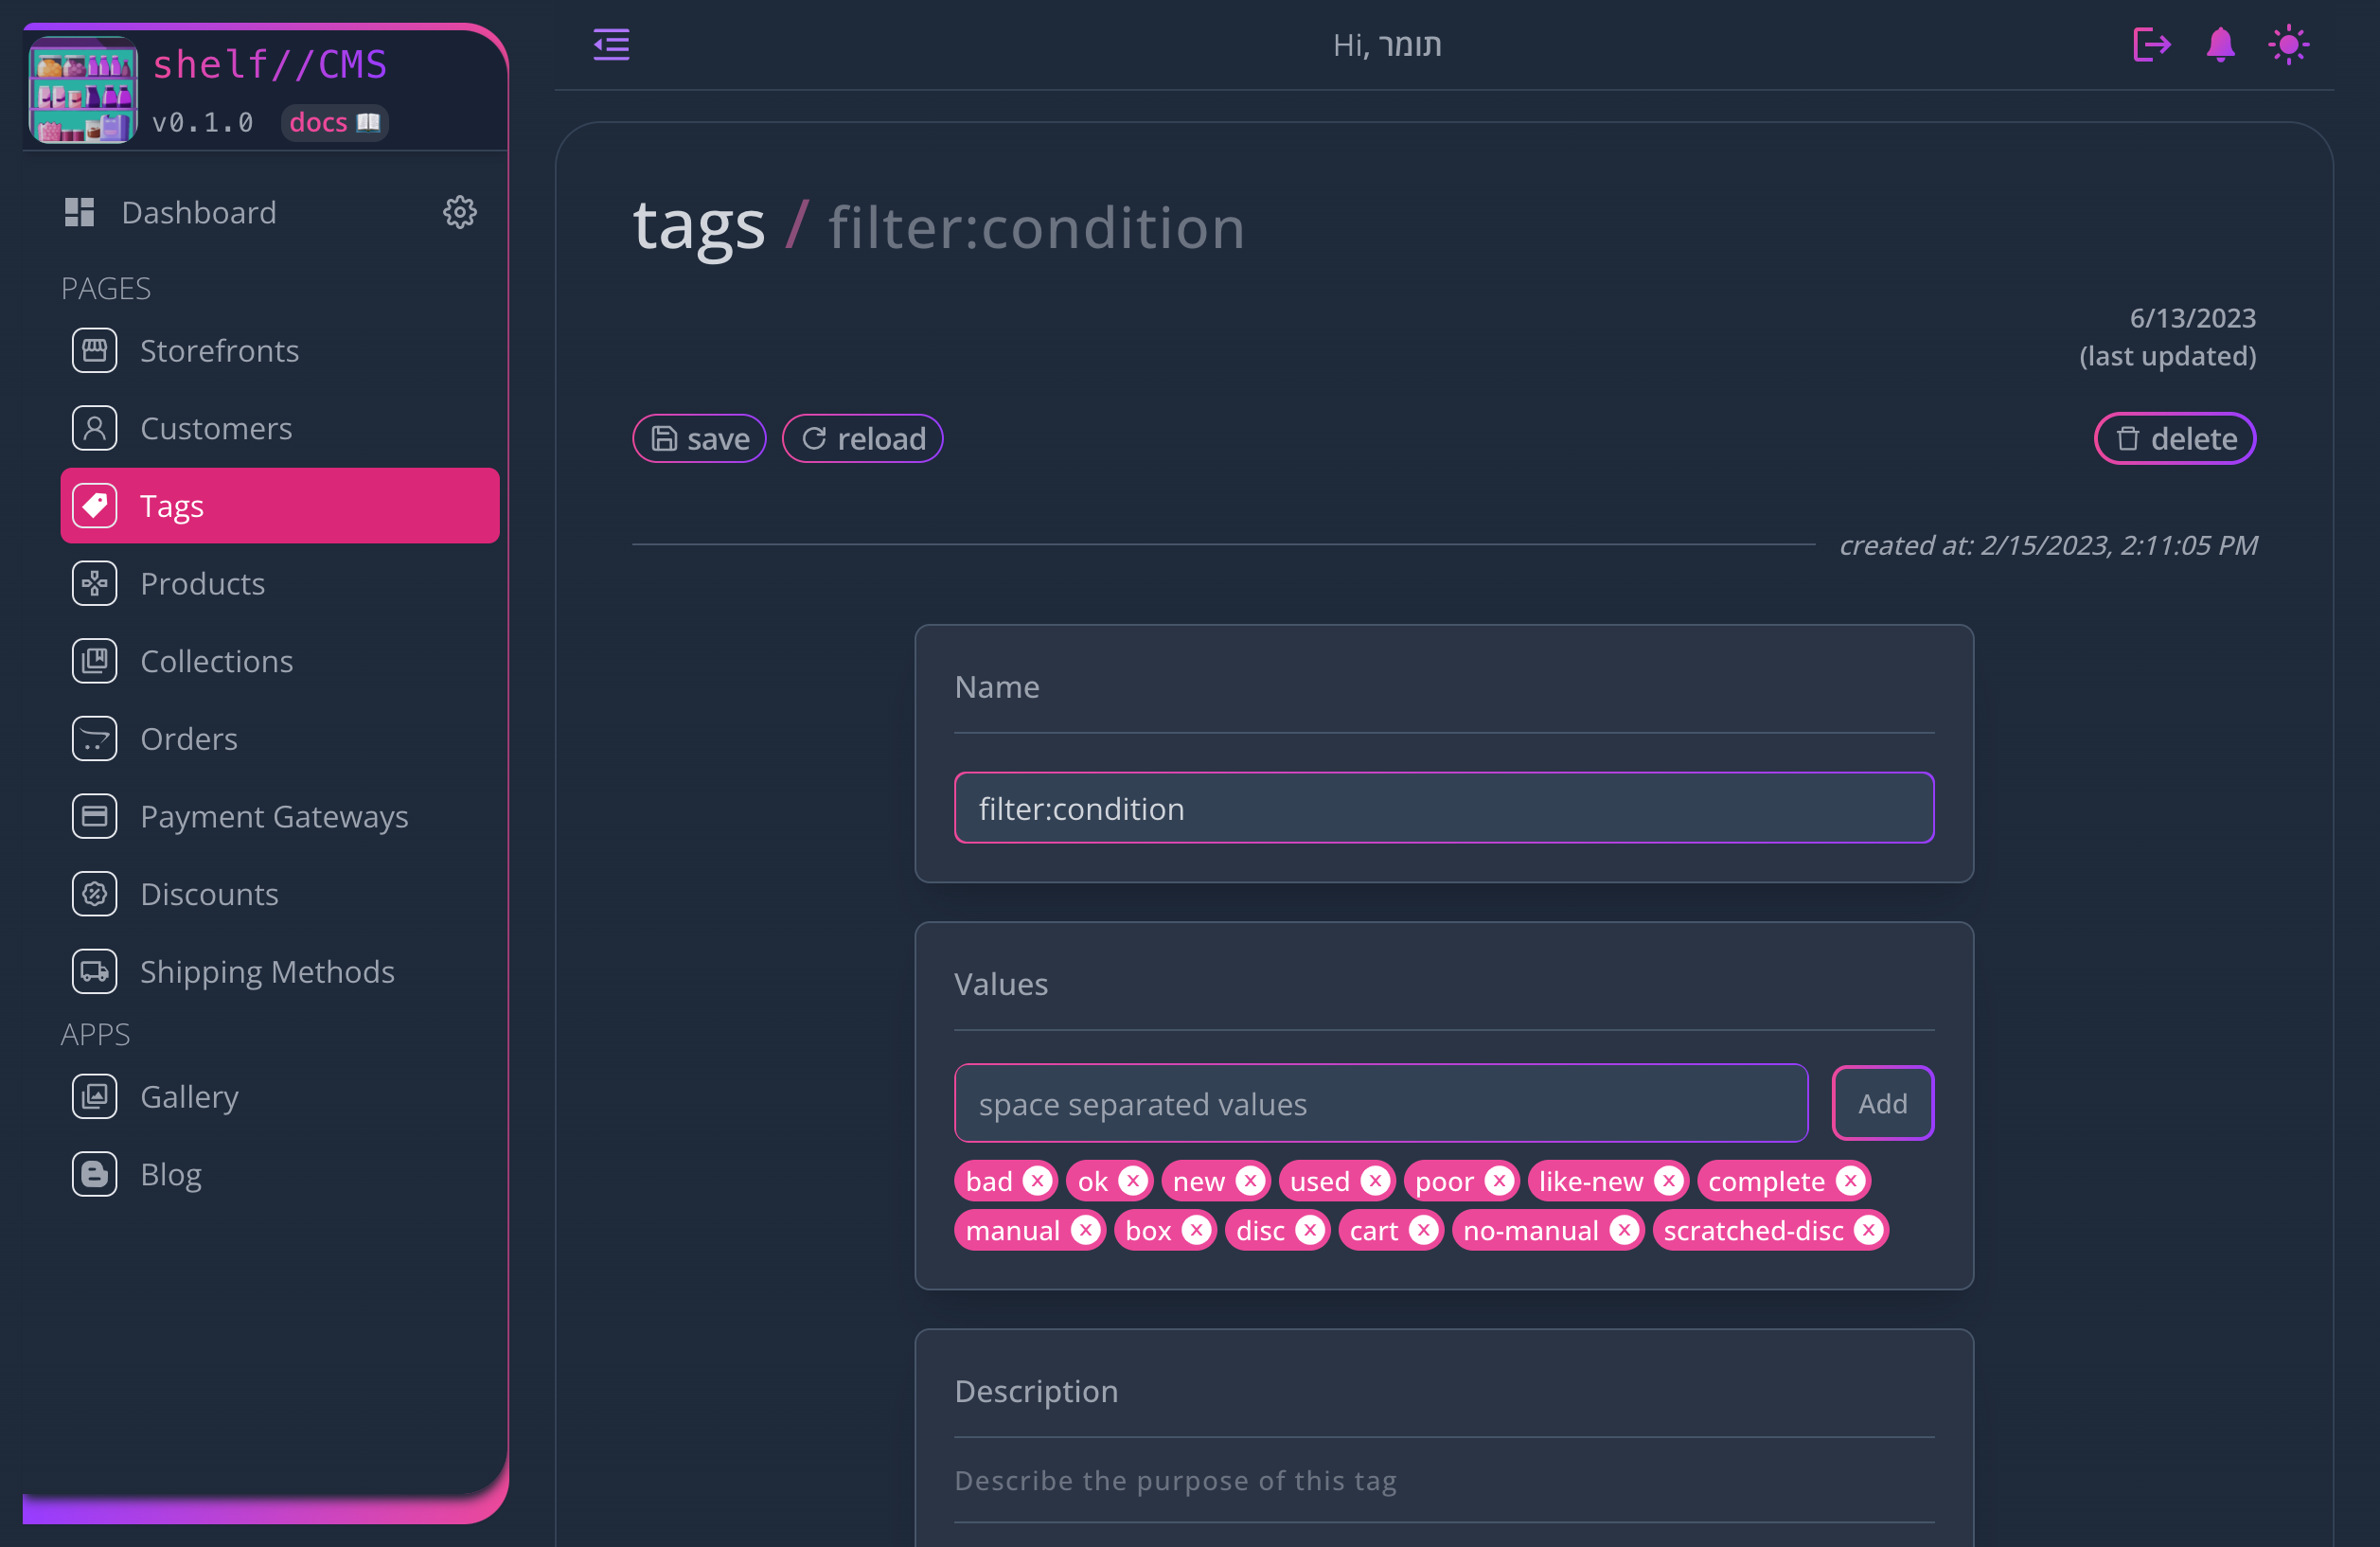 shelf//CMS
v0.1.0 docs
Dashboard
PAGES
Storefronts
Customers
Tags
Products
Collections
Orders
Payment Gateways
Discounts
Shipping Methods
APPS
Gallery
Blog
Hi, תומר
tags / filter:condition
6/13/2023
(last updated)
save reload delete
created at: 2/15/2023, 2:11:05 PM
Name
filter:condition
Values
space separated values Add
bad x ok x new x used x poor x like-new x complete x
manual x box x disc x cart x no-manual x scratched-disc x
Description
Describe the purpose of this tag